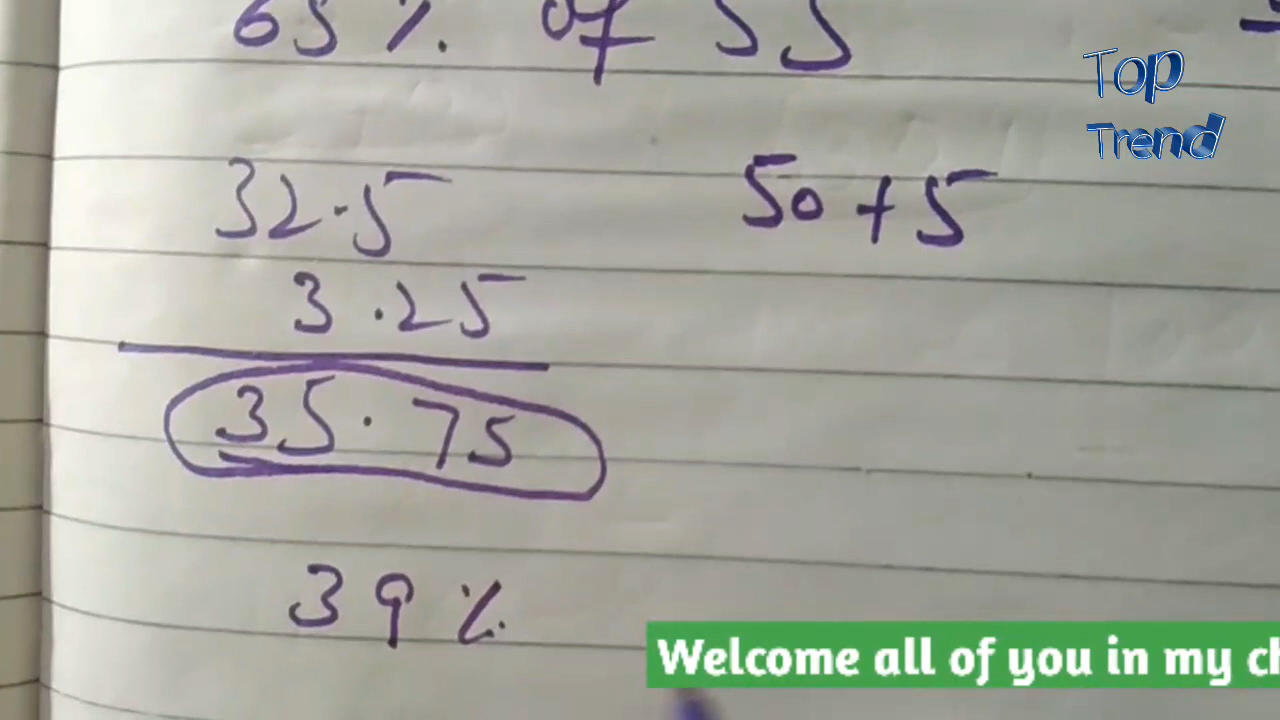 65% of 55
Top
Trend
32.5
50+5
3.25
35.75
39%
Welcome all of you in my ch